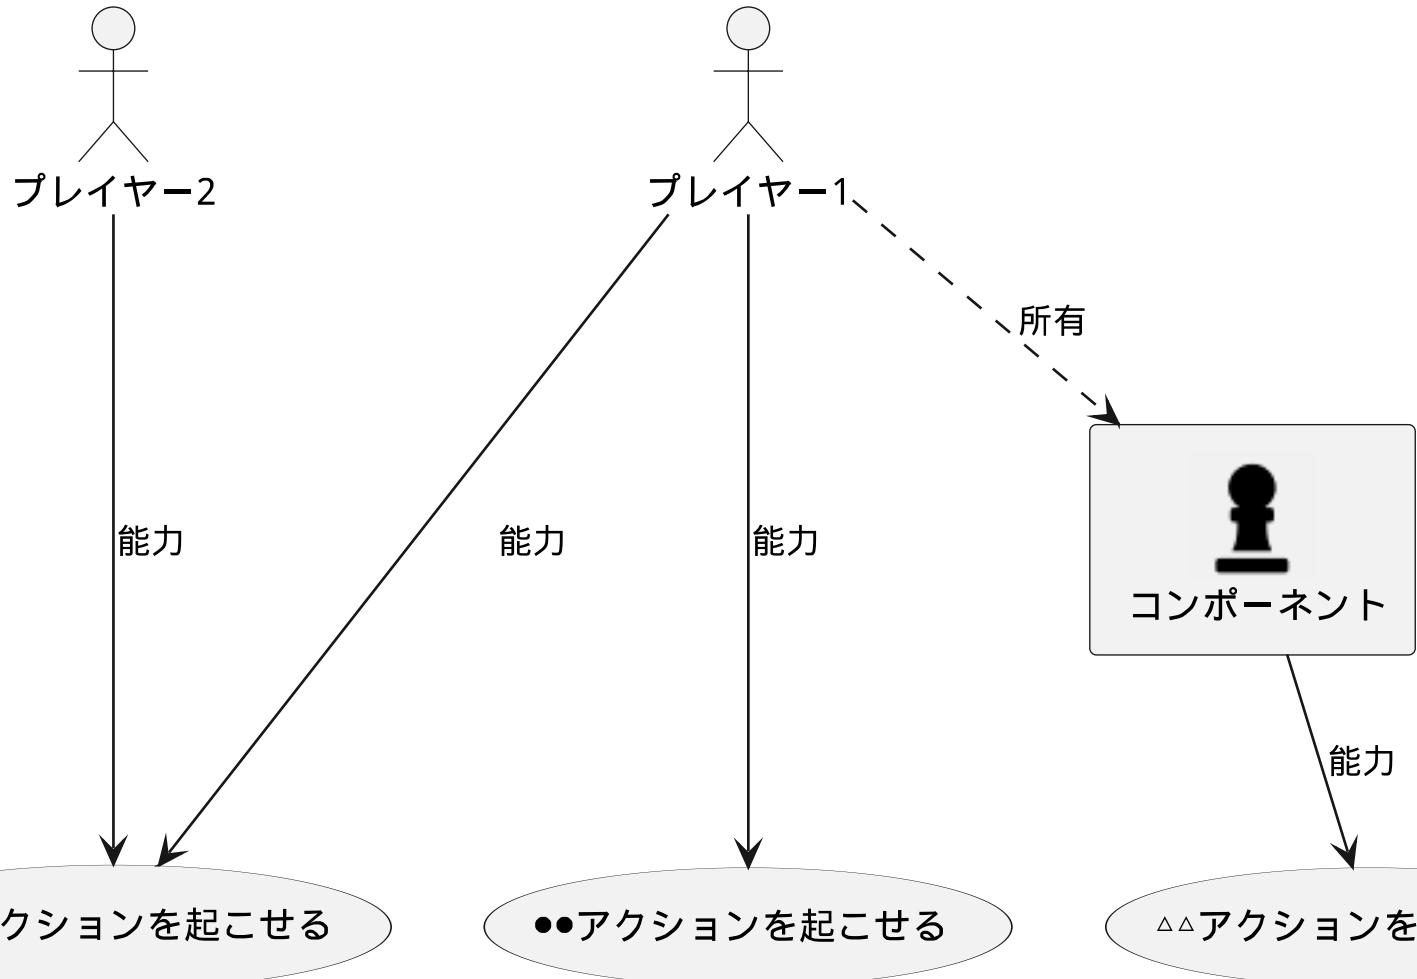 プレイヤー2
プレイヤー1
所有
能力
能力
能力
コンポーネント
能力
クションを起こせる
●●アクションを起こせる
△△アクションを